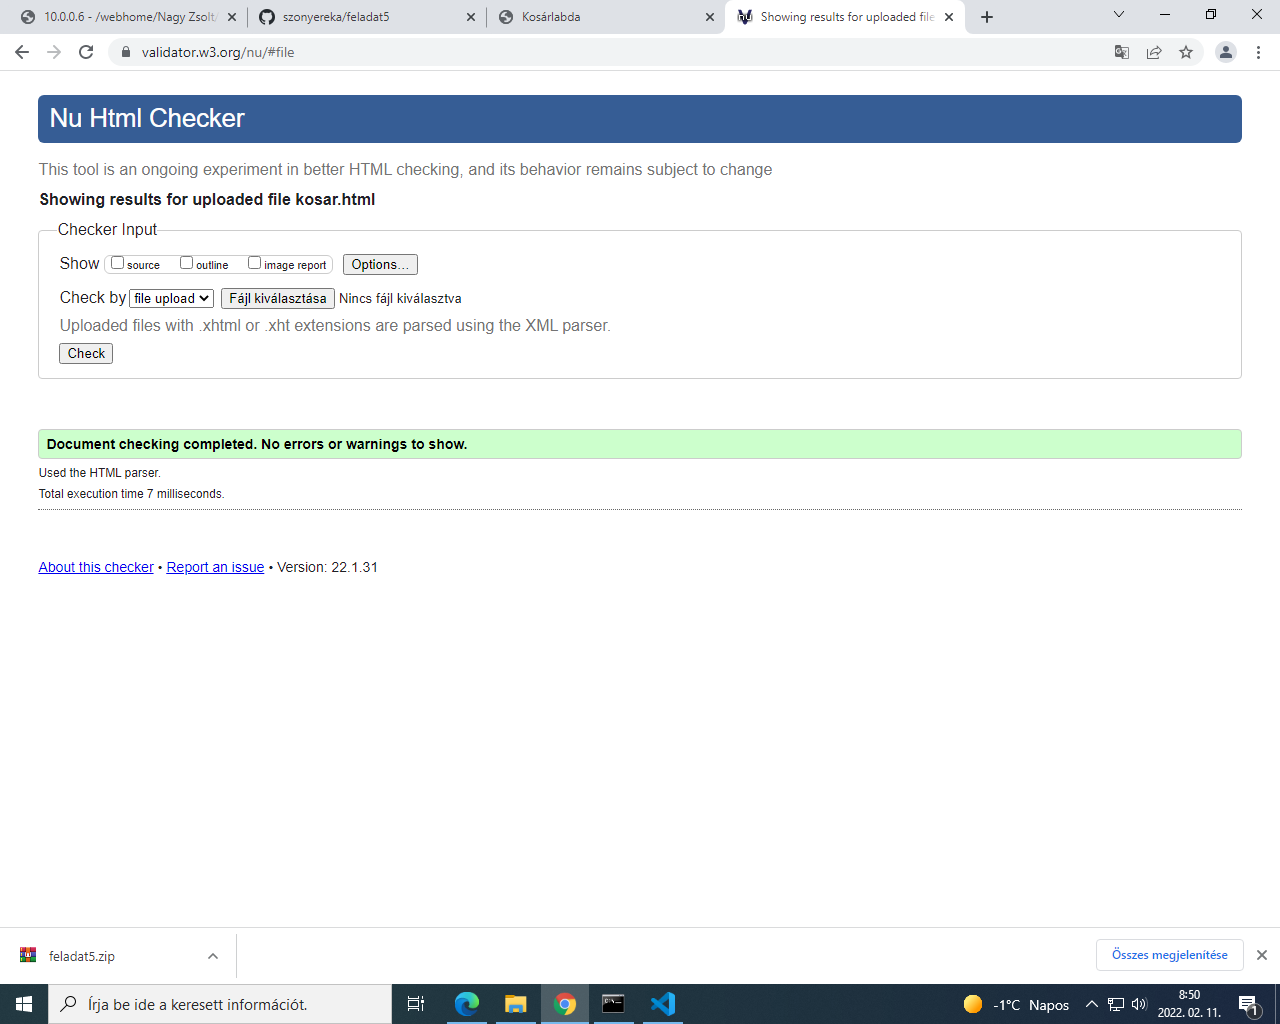 10.0.0.6 - /webhome/Nagy Zsolt/
szonyereka/feladat5
Kosárlabda
Showing results for uploaded file
validator.w3.org/nu/#file
Nu Html Checker
This tool is an ongoing experiment in better HTML checking, and its behavior remains subject to change
Showing results for uploaded file kosar.html
Checker Input
Show source outline image report Options...
Check by file upload Fájl kiválasztása Nincs fájl kiválasztva
Uploaded files with .xhtml or .xht extensions are parsed using the XML parser.
Check
Document checking completed. No errors or warnings to show.
Used the HTML parser.
Total execution time 7 milliseconds.
About this checker • Report an issue • Version: 22.1.31
feladat5.zip
Összes megjelenítése
Írja be ide a keresett információt.
-1°C Napos
8:50
2022. 02. 11.
1